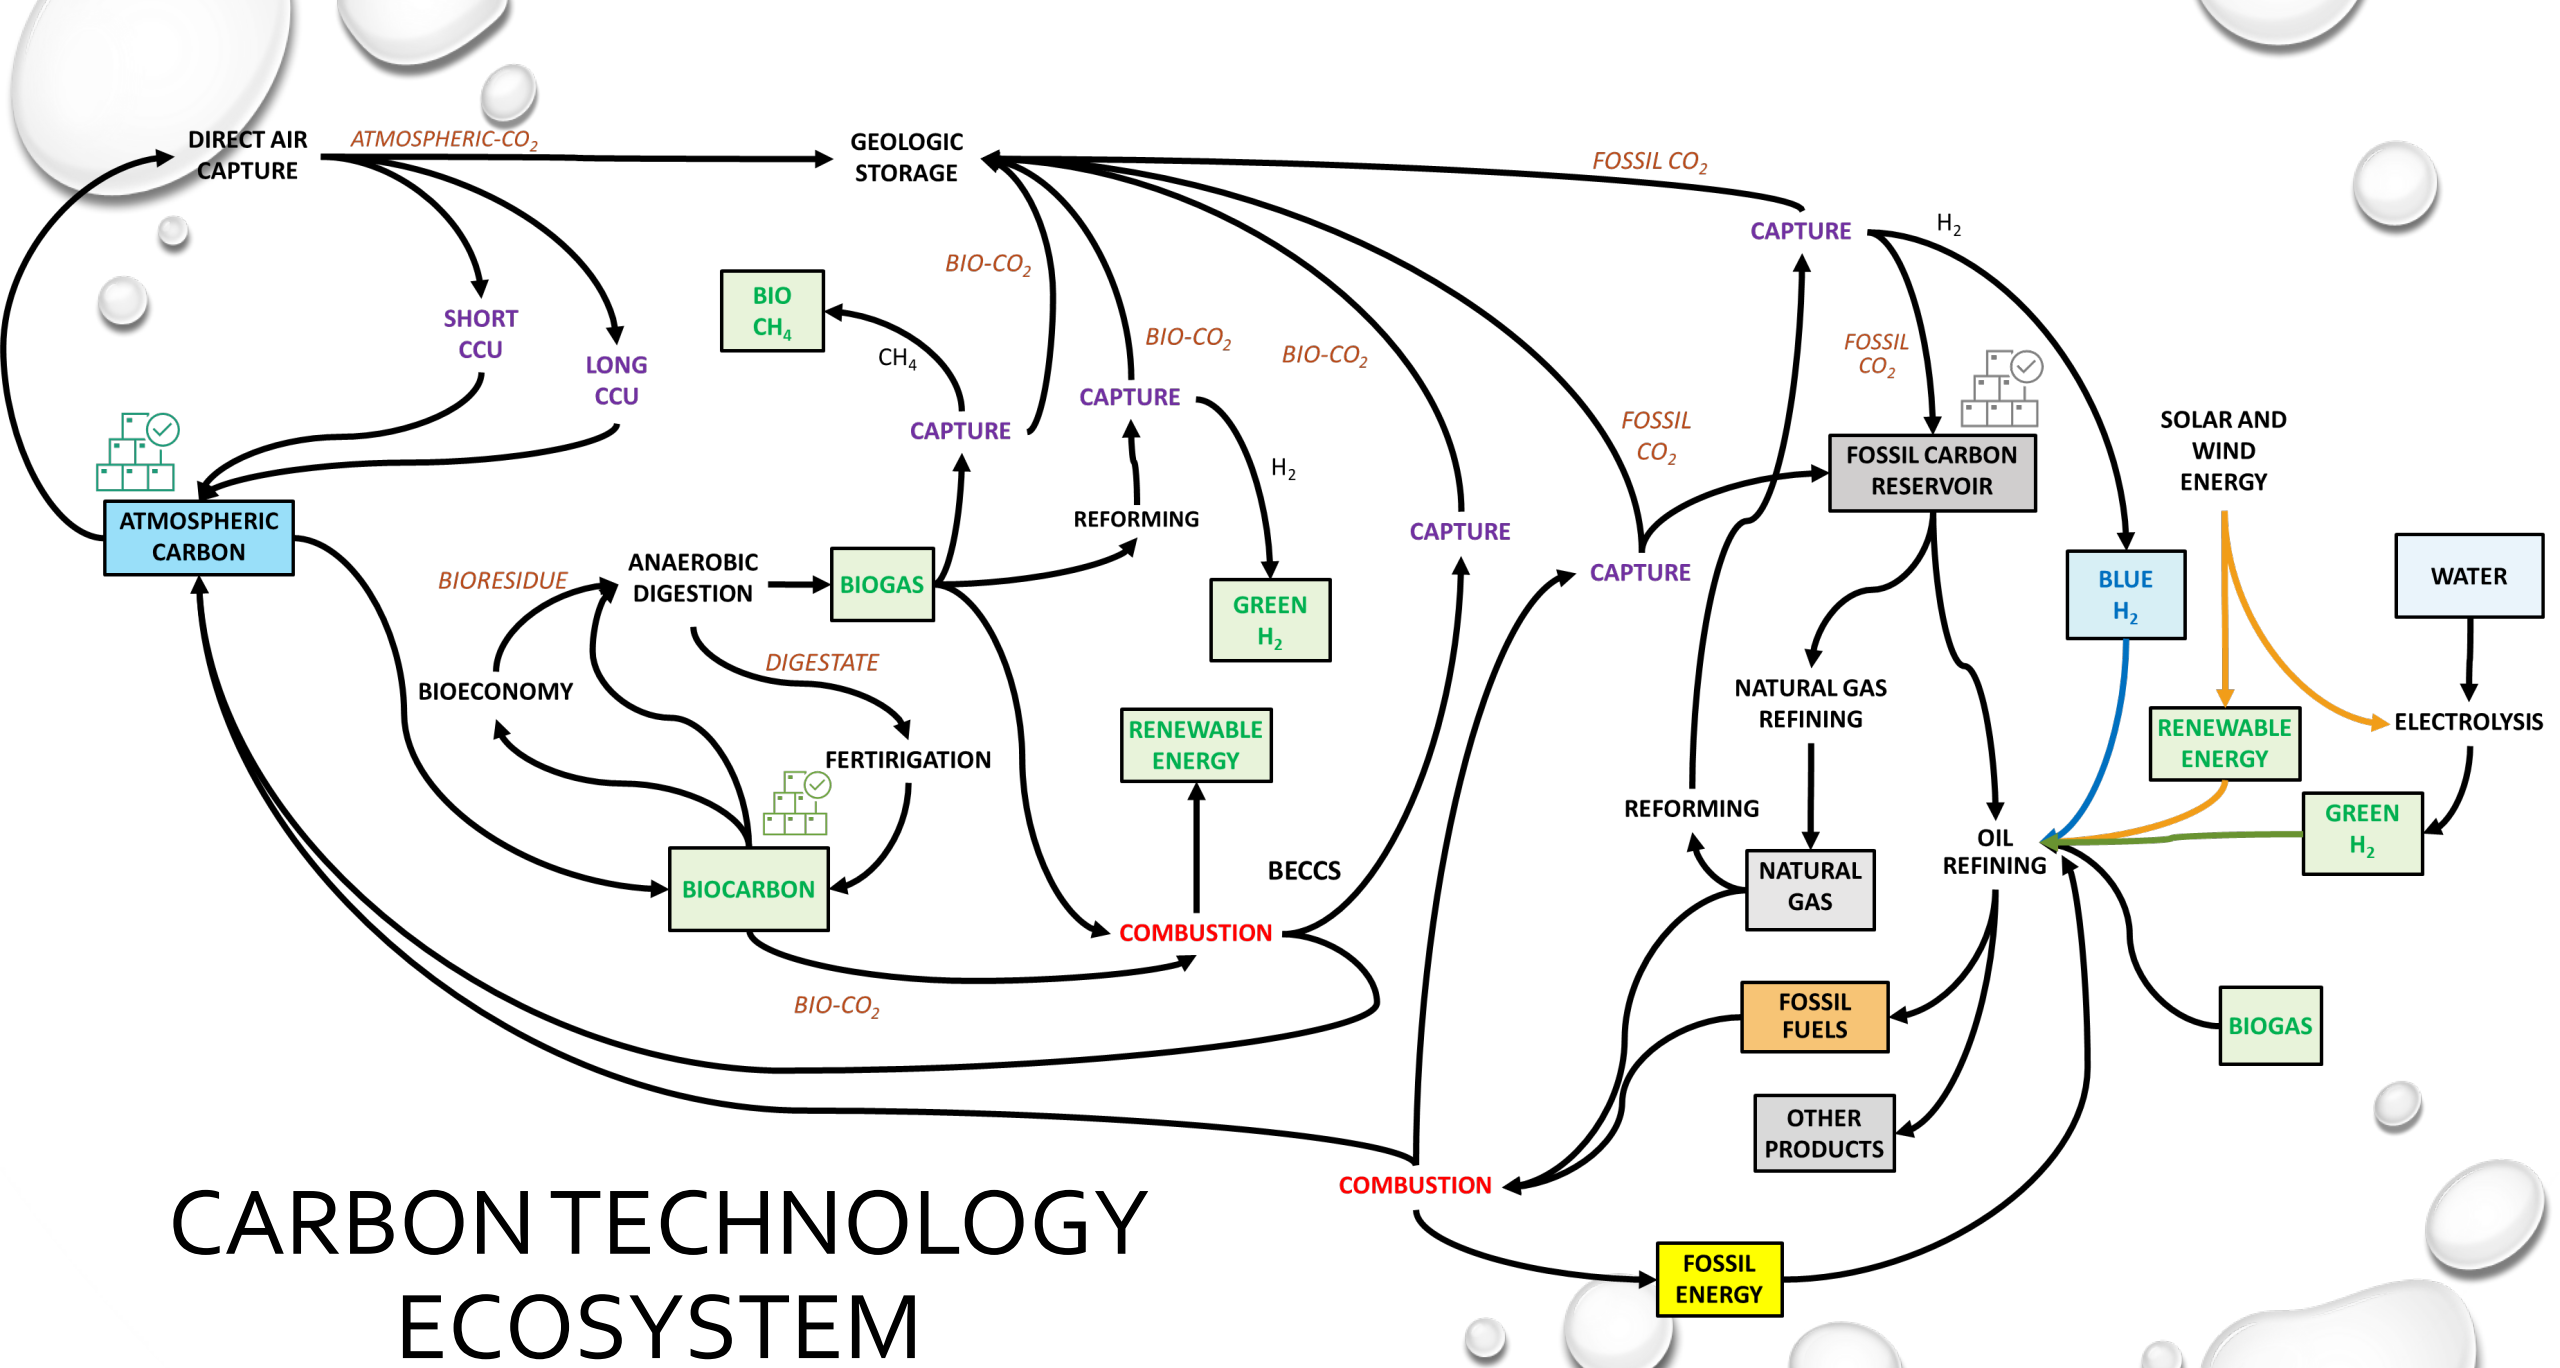 DIRECT AIR
CAPTURE
ATMOSPHERIC-CO₂
GEOLOGIC
STORAGE
FOSSIL CO₂
CAPTURE
H₂
SHORT
CCU
LONG
CCU
BIO
CH₄
CH₄
BIO-CO₂
CAPTURE
BIO-CO₂
CAPTURE
BIO-CO₂
H₂
REFORMING
GREEN
H₂
CAPTURE
FOSSIL
CO₂
CAPTURE
FOSSIL
CO₂
FOSSIL CARBON
RESERVOIR
SOLAR AND
WIND
ENERGY
BLUE
H₂
WATER
ATMOSPHERIC
CARBON
BIORESIDUE
ANAEROBIC
DIGESTION
BIOGAS
DIGESTATE
BIOECONOMY
FERTIRIGATION
BIOCARBON
BIO-CO₂
RENEWABLE
ENERGY
BECCS
COMBUSTION
NATURAL GAS
REFINING
REFORMING
NATURAL
GAS
OIL
REFINING
RENEWABLE
ENERGY
ELECTROLYSIS
GREEN
H₂
FOSSIL
FUELS
BIOGAS
OTHER
PRODUCTS
COMBUSTION
FOSSIL
ENERGY
CARBON TECHNOLOGY
ECOSYSTEM